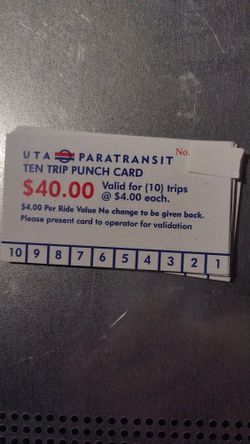 No.
UTA PARATRANSIT
TEN TRIP PUNCH CARD
$40.00 Valid for (10) trips
@ $4.00 each.
$4.00 Per Ride Value No change to be given back.
Please present card to operator for validation
10 9 8 7 6 5 4 3 2 1